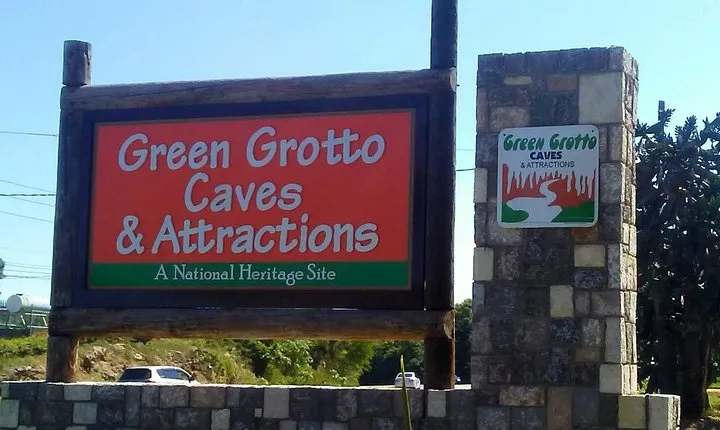 Green Grotto
Caves
& Attractions
A National Heritage Site
Green Grotto
CAVES
& ATTRACTIONS